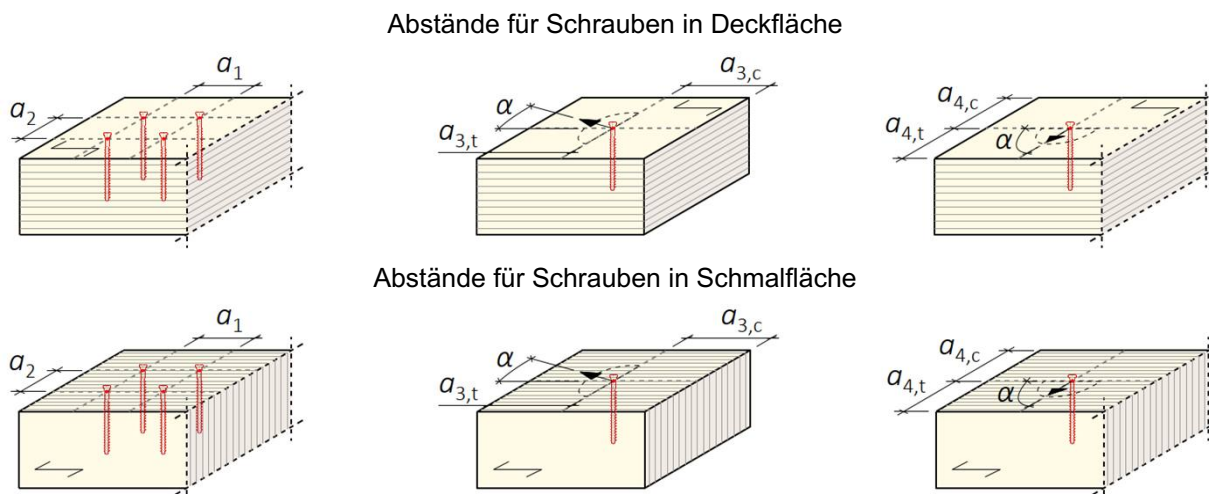 Abstände für Schrauben in Deckfläche
a1
a2
α
a3,c
a3,t
a4,c
a4,t
α
Abstände für Schrauben in Schmalfläche
a1
a2
α
a3,c
a3,t
a4,c
a4,t
α